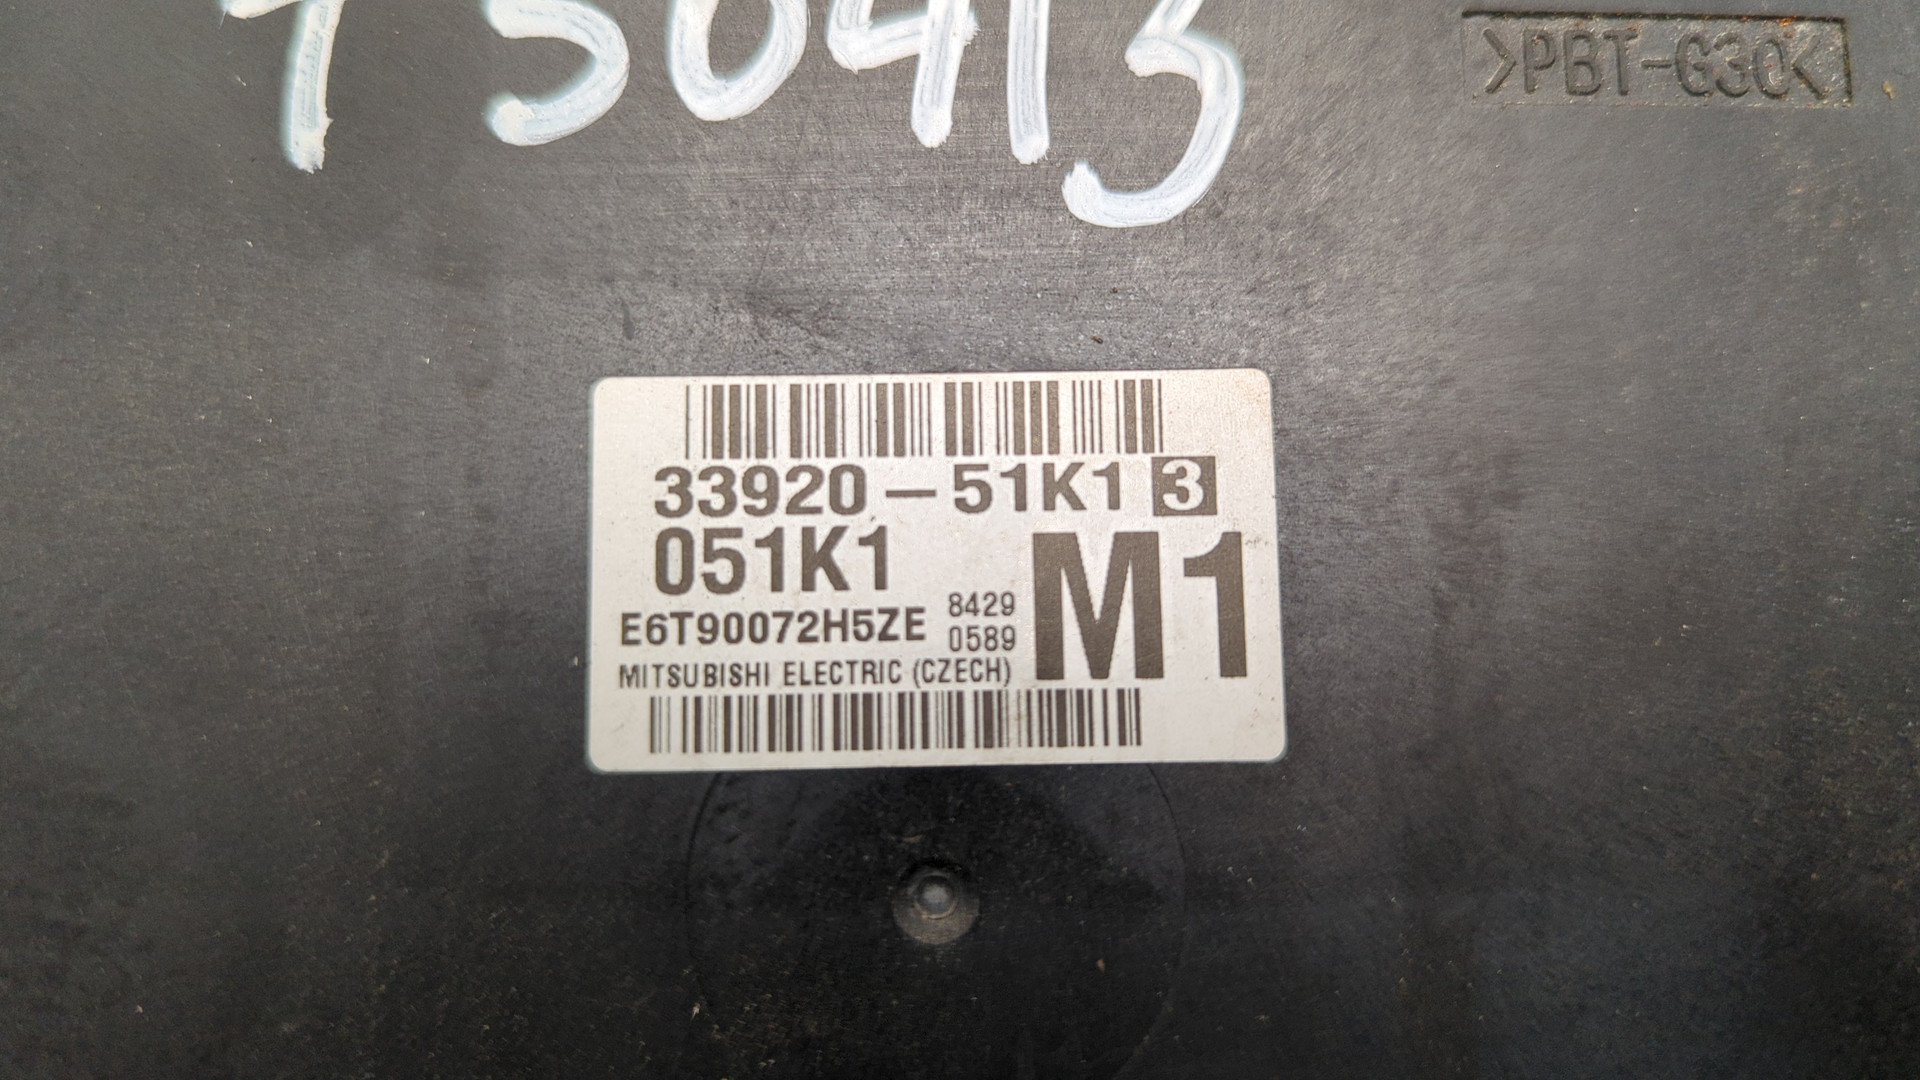 >PBT-G30<
33920-51K1 3
051K1
M1
E6T90072H5ZE
8429
0589
MITSUBISHI ELECTRIC (CZECH)